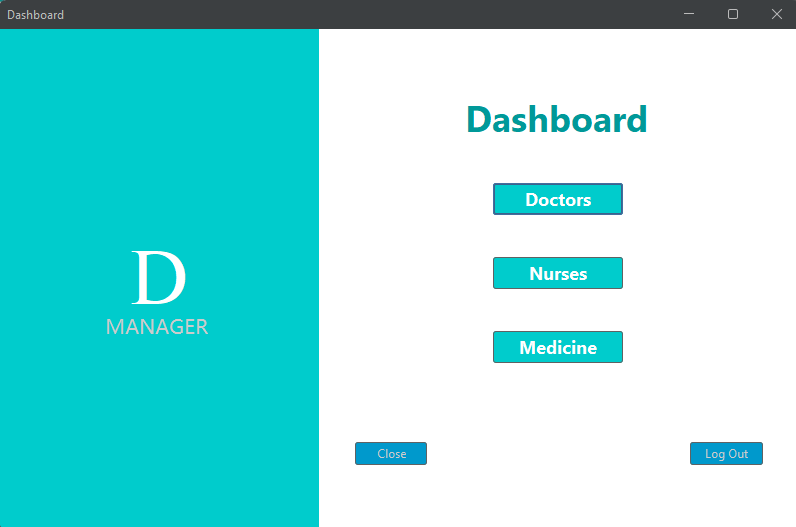 Dashboard
D
MANAGER
Dashboard
Doctors
Nurses
Medicine
Close
Log Out